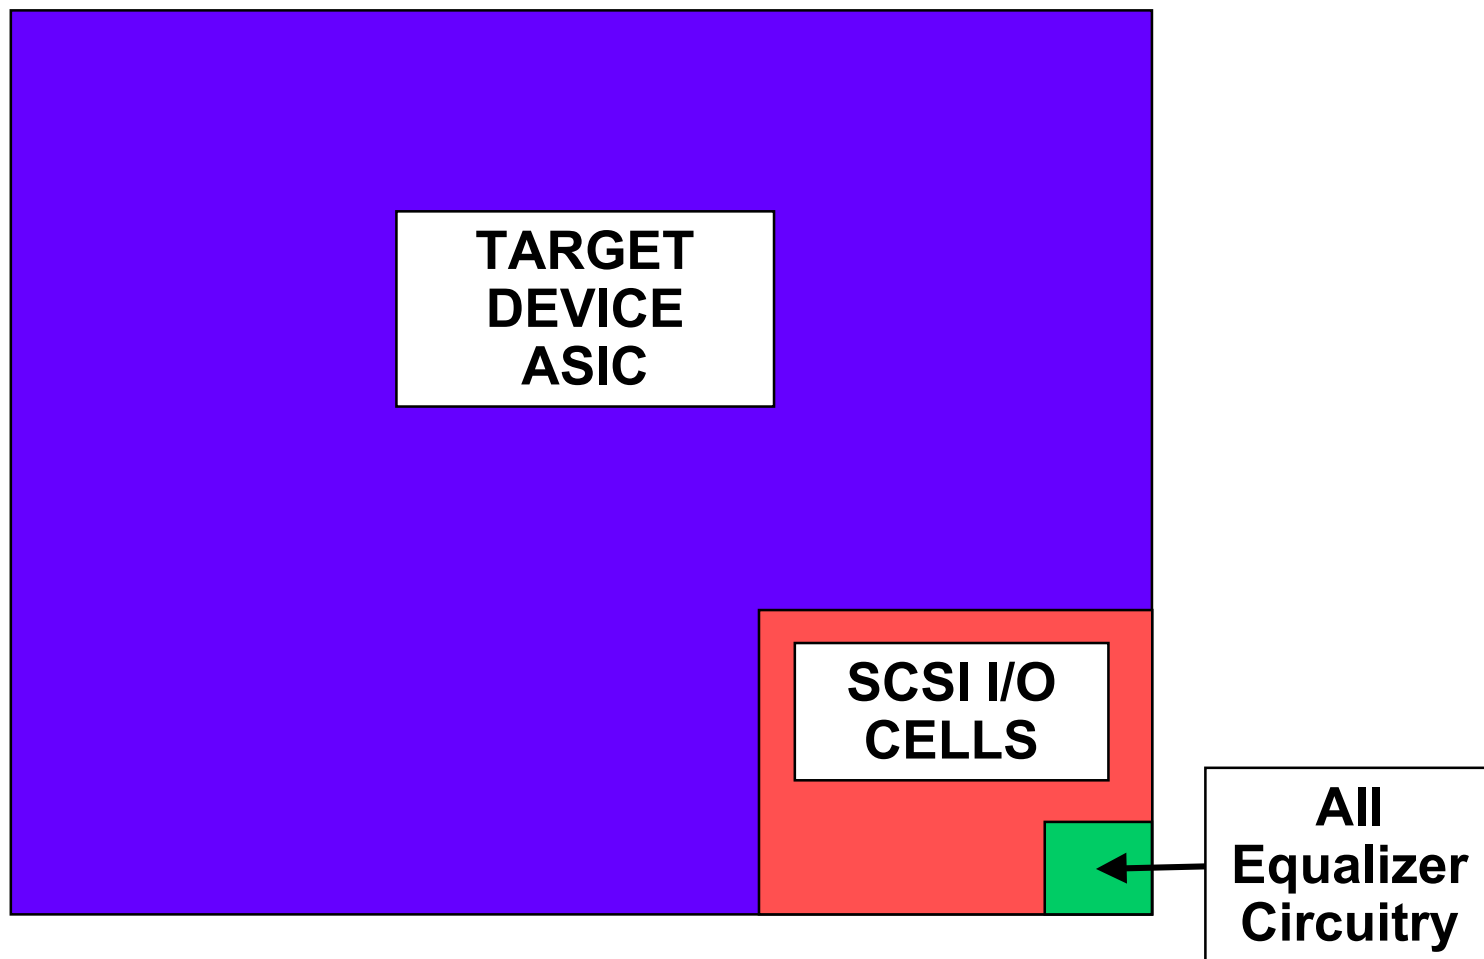 TARGET
DEVICE
ASIC
SCSI I/O
CELLS
All
Equalizer
Circuitry